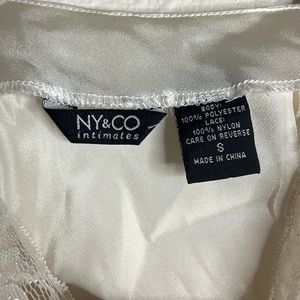 NY&CO
intimates
BODY:
100% POLYESTER
LACE:
100% NYLON
CARE ON REVERSE
S
MADE IN CHINA